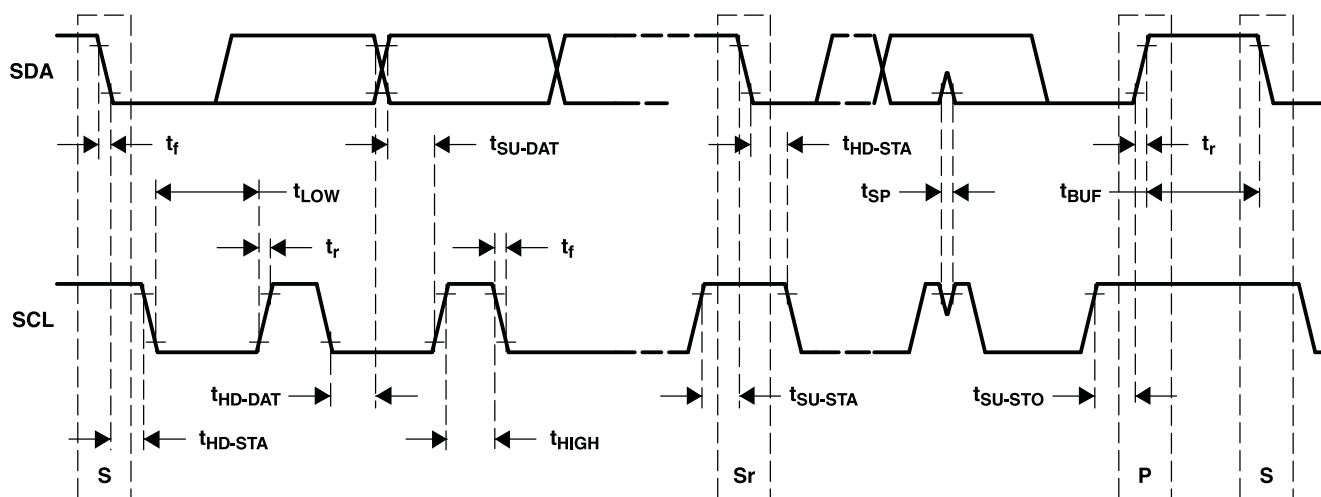 SDA
t_f
t_SU-DAT
t_HD-STA
t_r
t_LOW
t_SP
t_BUF
t_r
t_f
SCL
t_HD-DAT
t_SU-STA
t_SU-STO
t_HD-STA
t_HIGH
S
Sr
P
S